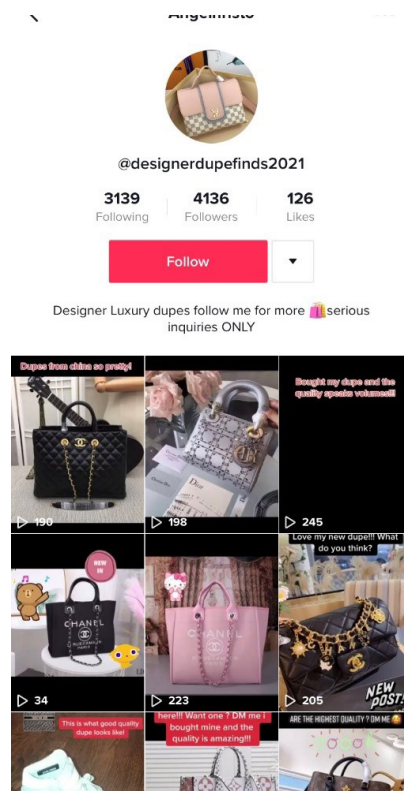 Angelfristo
@designerdupefinds2021
3139 4136 126
Following Followers Likes
Follow
Designer Luxury dupes follow me for more 🛍️serious
inquiries ONLY
Dupes from china so pretty!
190
Dior
198
Bought my dupe and the
quality speaks volumes!!!
245
NEW
IN
CHANEL
34
CHANEL
223
Love my new dupe!!! What
do you think?
NEW
POST!
205
This is what good quality
dupe looks like!
here!!! Want one ? DM me i
bought mine and the
quality is amazing!!!
ARE THE HIGHEST QUALITY ? DM ME 🥰